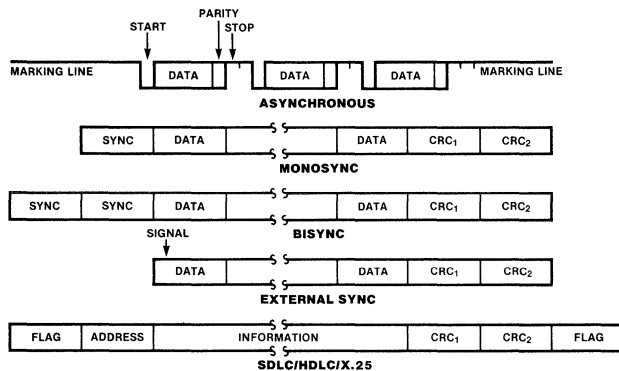 PARITY
START STOP
MARKING LINE DATA DATA DATA MARKING LINE
ASYNCHRONOUS
SYNC DATA DATA CRC₁ CRC₂
MONOSYNC
SYNC SYNC DATA DATA CRC₁ CRC₂
BISYNC
SIGNAL
DATA DATA CRC₁ CRC₂
EXTERNAL SYNC
FLAG ADDRESS INFORMATION CRC₁ CRC₂ FLAG
SDLC/HDLC/X.25